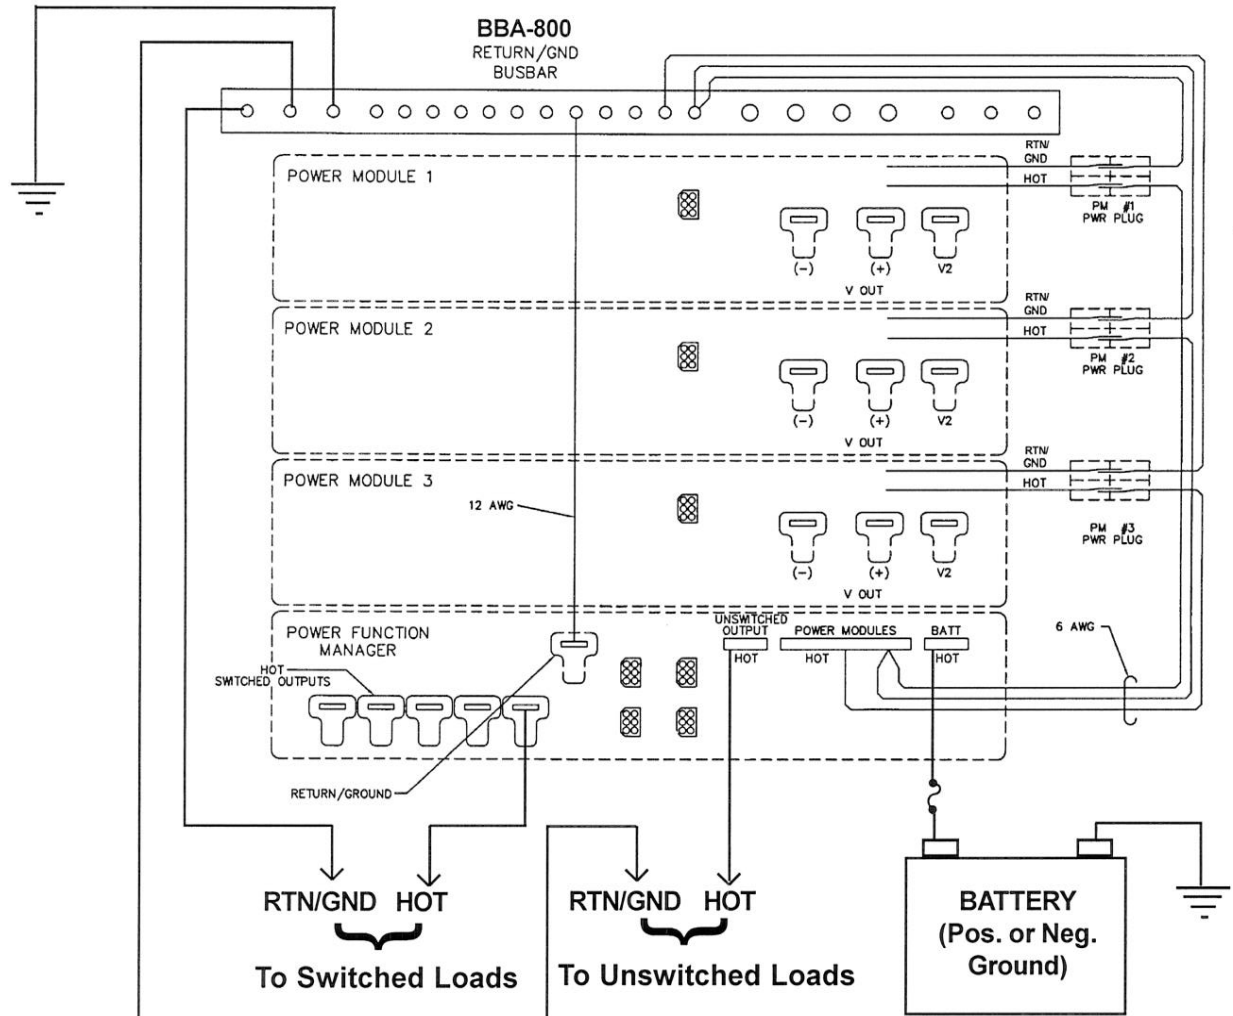 BBA-800
RETURN/GND
BUSBAR
POWER MODULE 1
RTN/
GND
HOT
PM #1
PWR PLUG
(-) (+) V2
V OUT
POWER MODULE 2
RTN/
GND
HOT
PM #2
PWR PLUG
(-) (+) V2
V OUT
POWER MODULE 3
RTN/
GND
HOT
12 AWG
PM #3
PWR PLUG
(-) (+) V2
V OUT
POWER FUNCTION
MANAGER
UNSWITCHED
OUTPUT
HOT
POWER MODULES
HOT
BATT
HOT
6 AWG
HOT
SWITCHED OUTPUTS
RETURN/GROUND
RTN/GND HOT
To Switched Loads
RTN/GND HOT
To Unswitched Loads
BATTERY
(Pos. or Neg.
Ground)